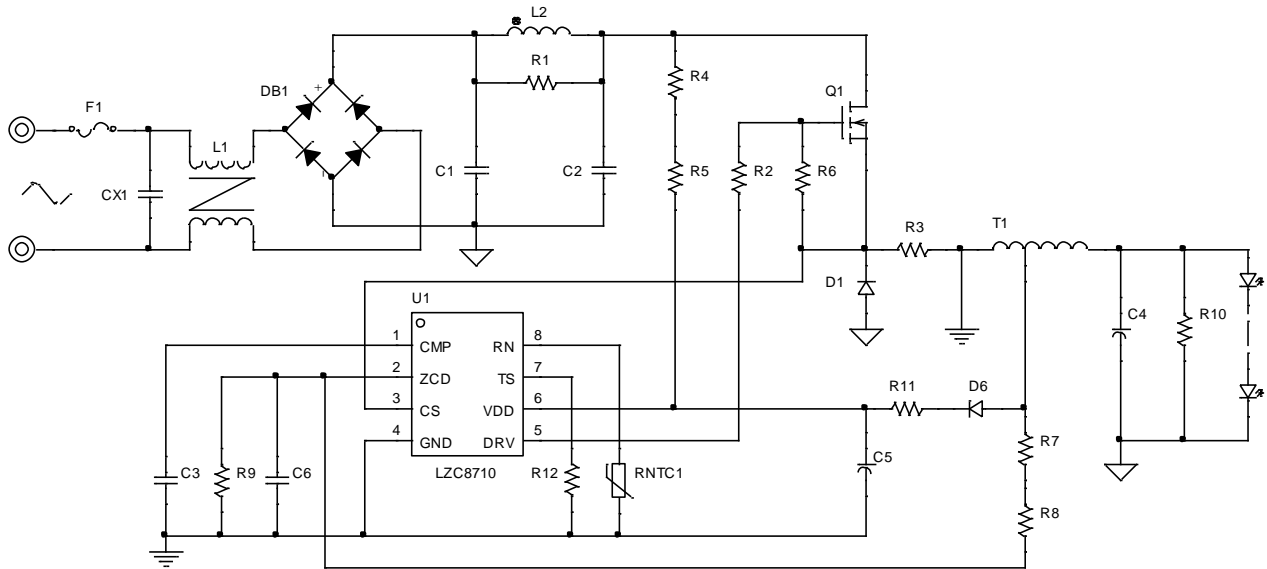 L2
R1
R4
Q1
DB1
+
F1
L1
CX1
C1
C2
R5
R2
R6
R3
T1
D1
C4
R10
U1
1
CMP
RN
8
2
ZCD
TS
7
3
CS
VDD
6
4
GND
DRV
5
LZC8710
R11
D6
R7
C3
R9
C6
R12
RNTC1
C5
R8